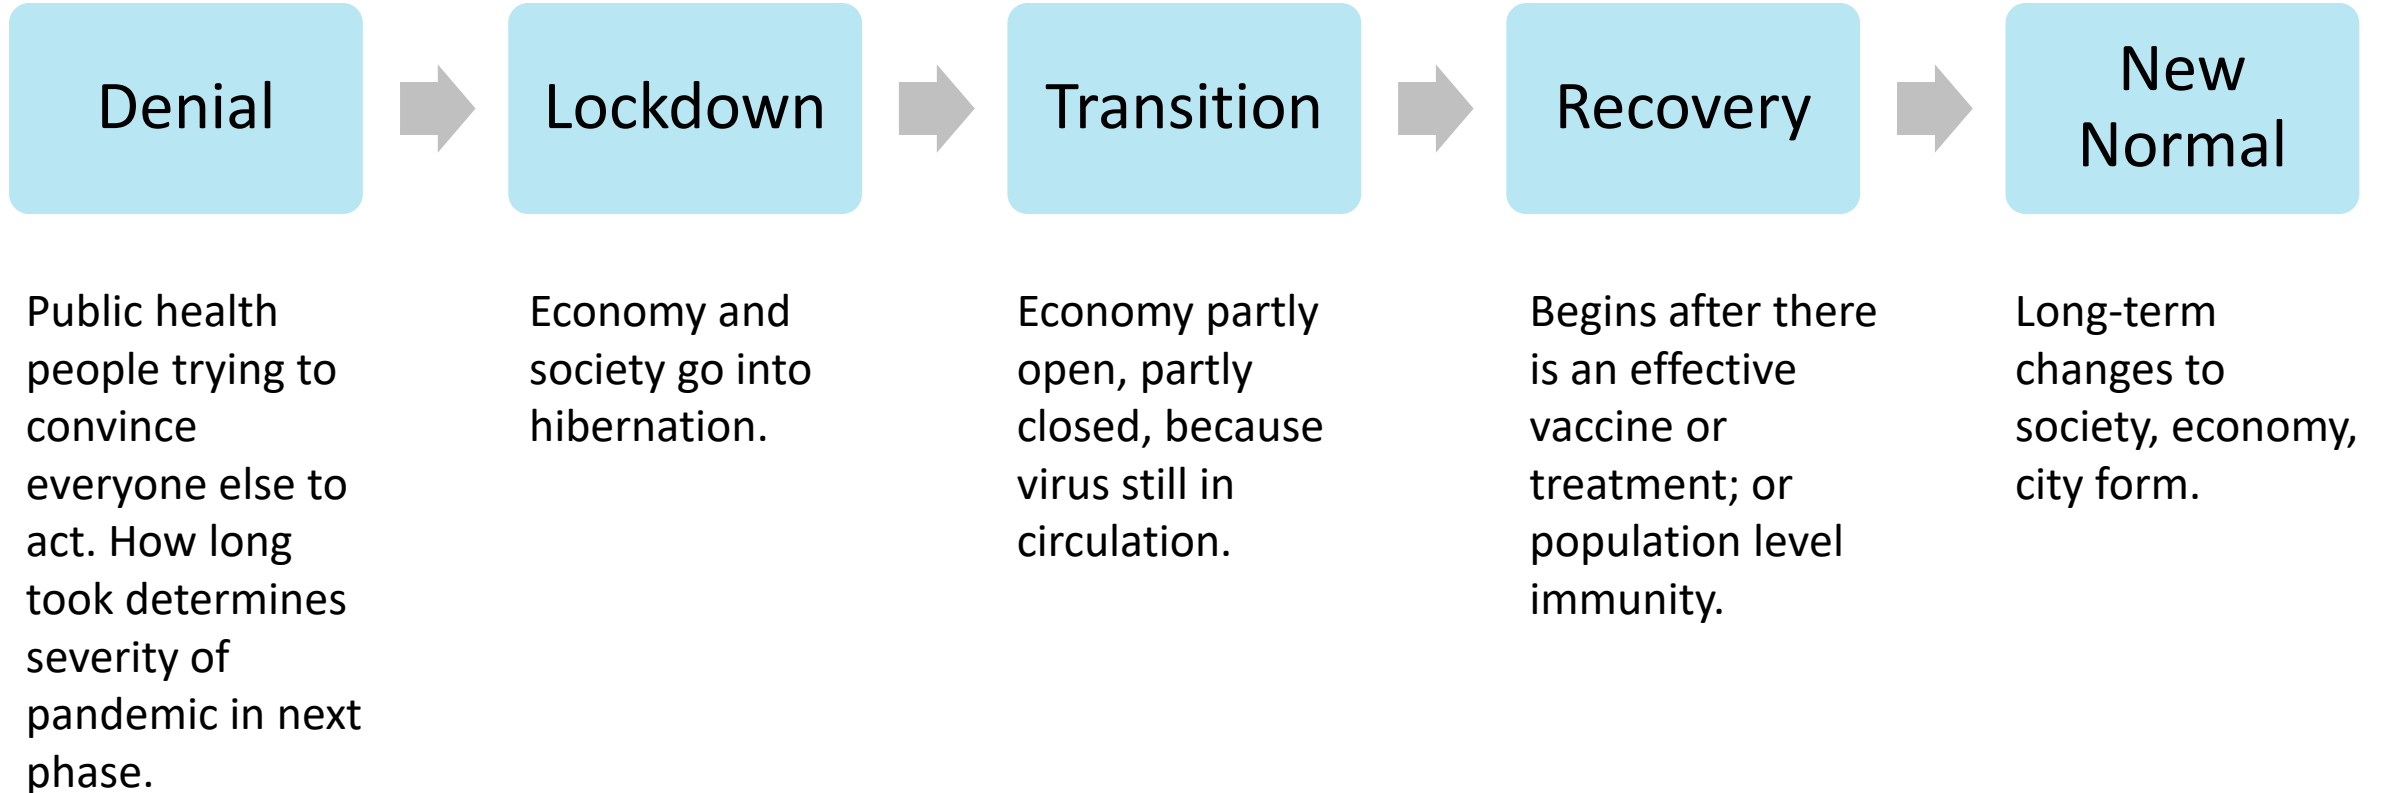 Denial
Lockdown
Transition
Recovery
New
Normal
Public health
people trying to
convince
everyone else to
act. How long
took determines
severity of
pandemic in next
phase.
Economy and
society go into
hibernation.
Economy partly
open, partly
closed, because
virus still in
circulation.
Begins after there
is an effective
vaccine or
treatment; or
population level
immunity.
Long-term
changes to
society, economy,
city form.